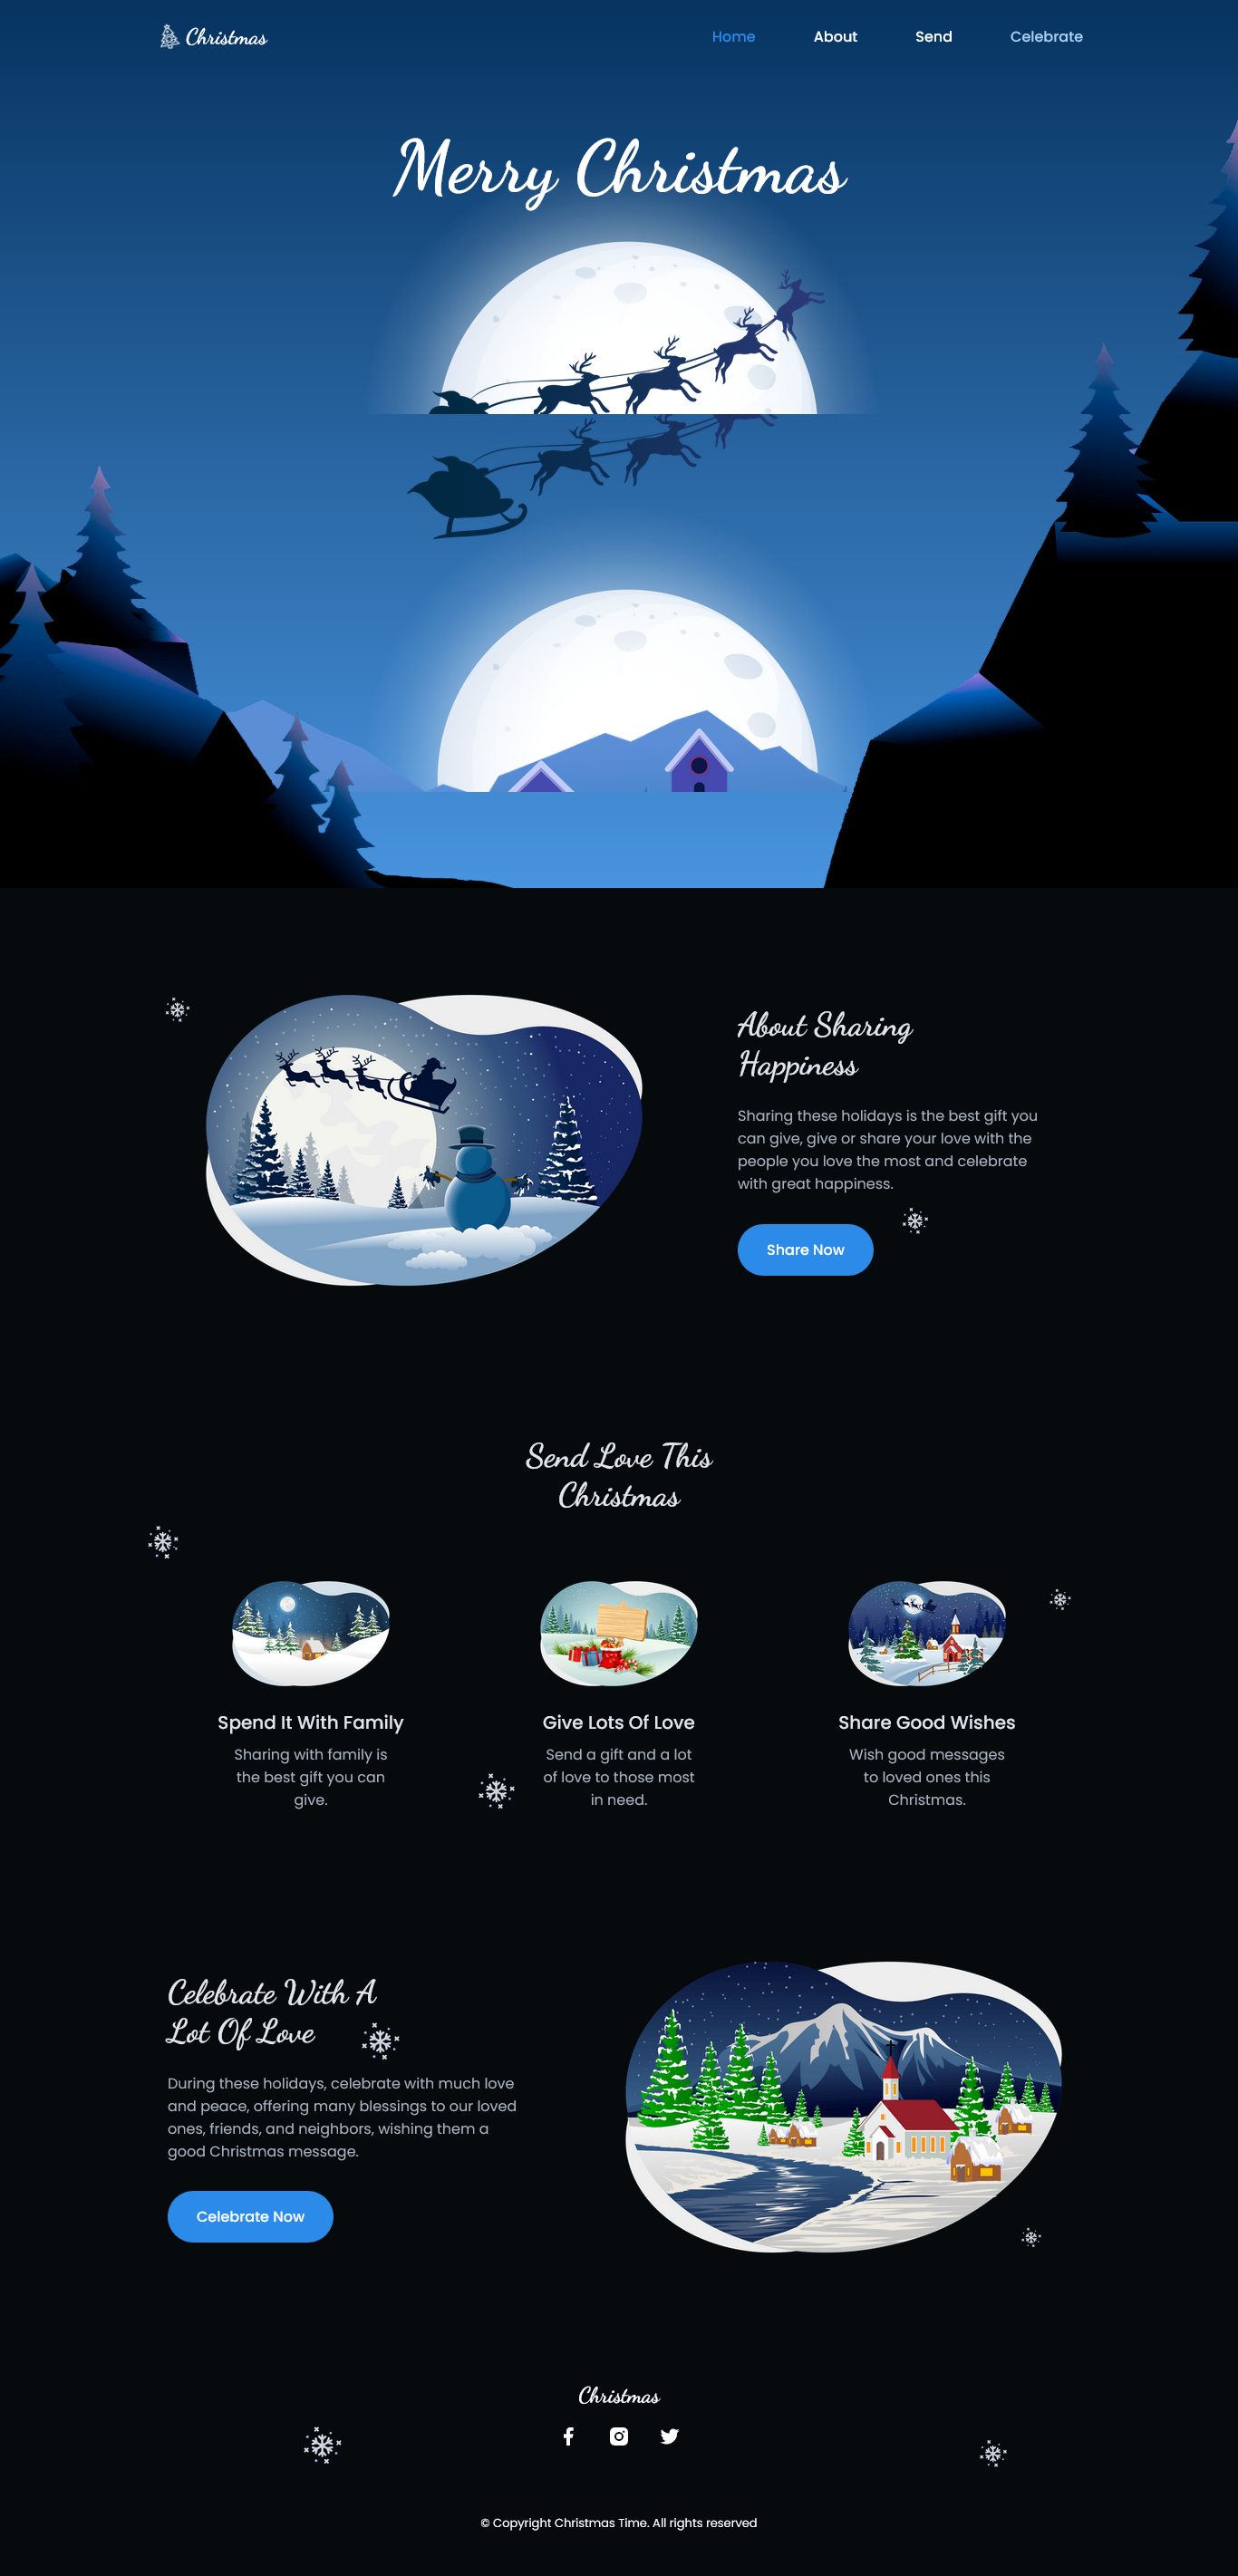 Christmas
Home
About
Send
Celebrate
Merry Christmas
About Sharing
Happiness
Sharing these holidays is the best gift you
can give, give or share your love with the
people you love the most and celebrate
with great happiness.
Share Now
Send Love This
Christmas
Spend It With Family
Sharing with family is
the best gift you can
give.
Give Lots Of Love
Send a gift and a lot
of love to those most
in need.
Share Good Wishes
Wish good messages
to loved ones this
Christmas.
Celebrate With A
Lot Of Love
During these holidays, celebrate with much love
and peace, offering many blessings to our loved
ones, friends, and neighbors, wishing them a
good Christmas message.
Celebrate Now
Christmas
© Copyright Christmas Time. All rights reserved